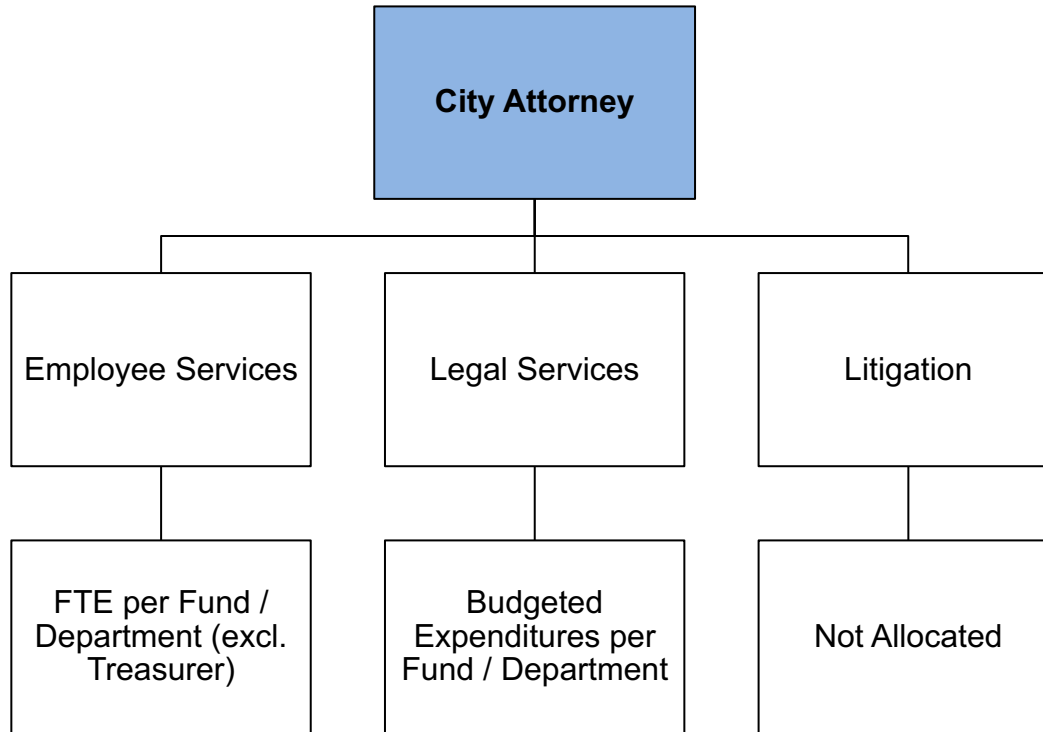 City Attorney
Employee Services
Legal Services
Litigation
FTE per Fund /
Department (excl.
Treasurer)
Budgeted
Expenditures per
Fund / Department
Not Allocated